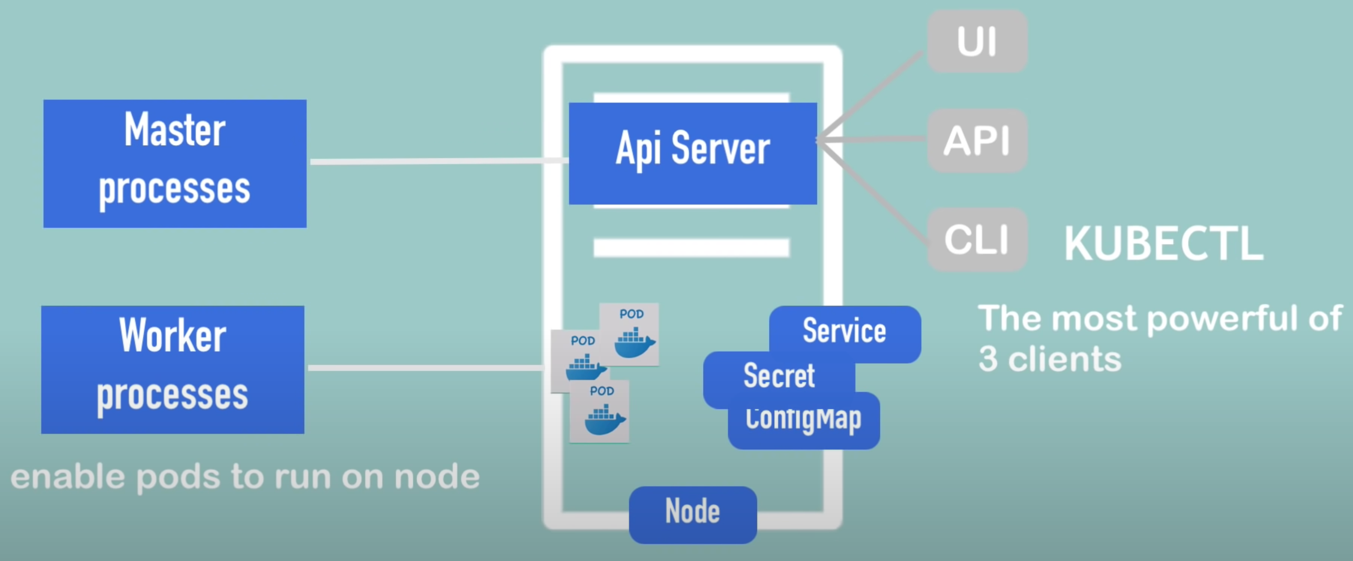 Master
processes
Api Server
UI
API
CLI
KUBECTL
The most powerful of
3 clients
Worker
processes
enable pods to run on node
POD
POD
POD
Service
Secret
ConfigMap
Node